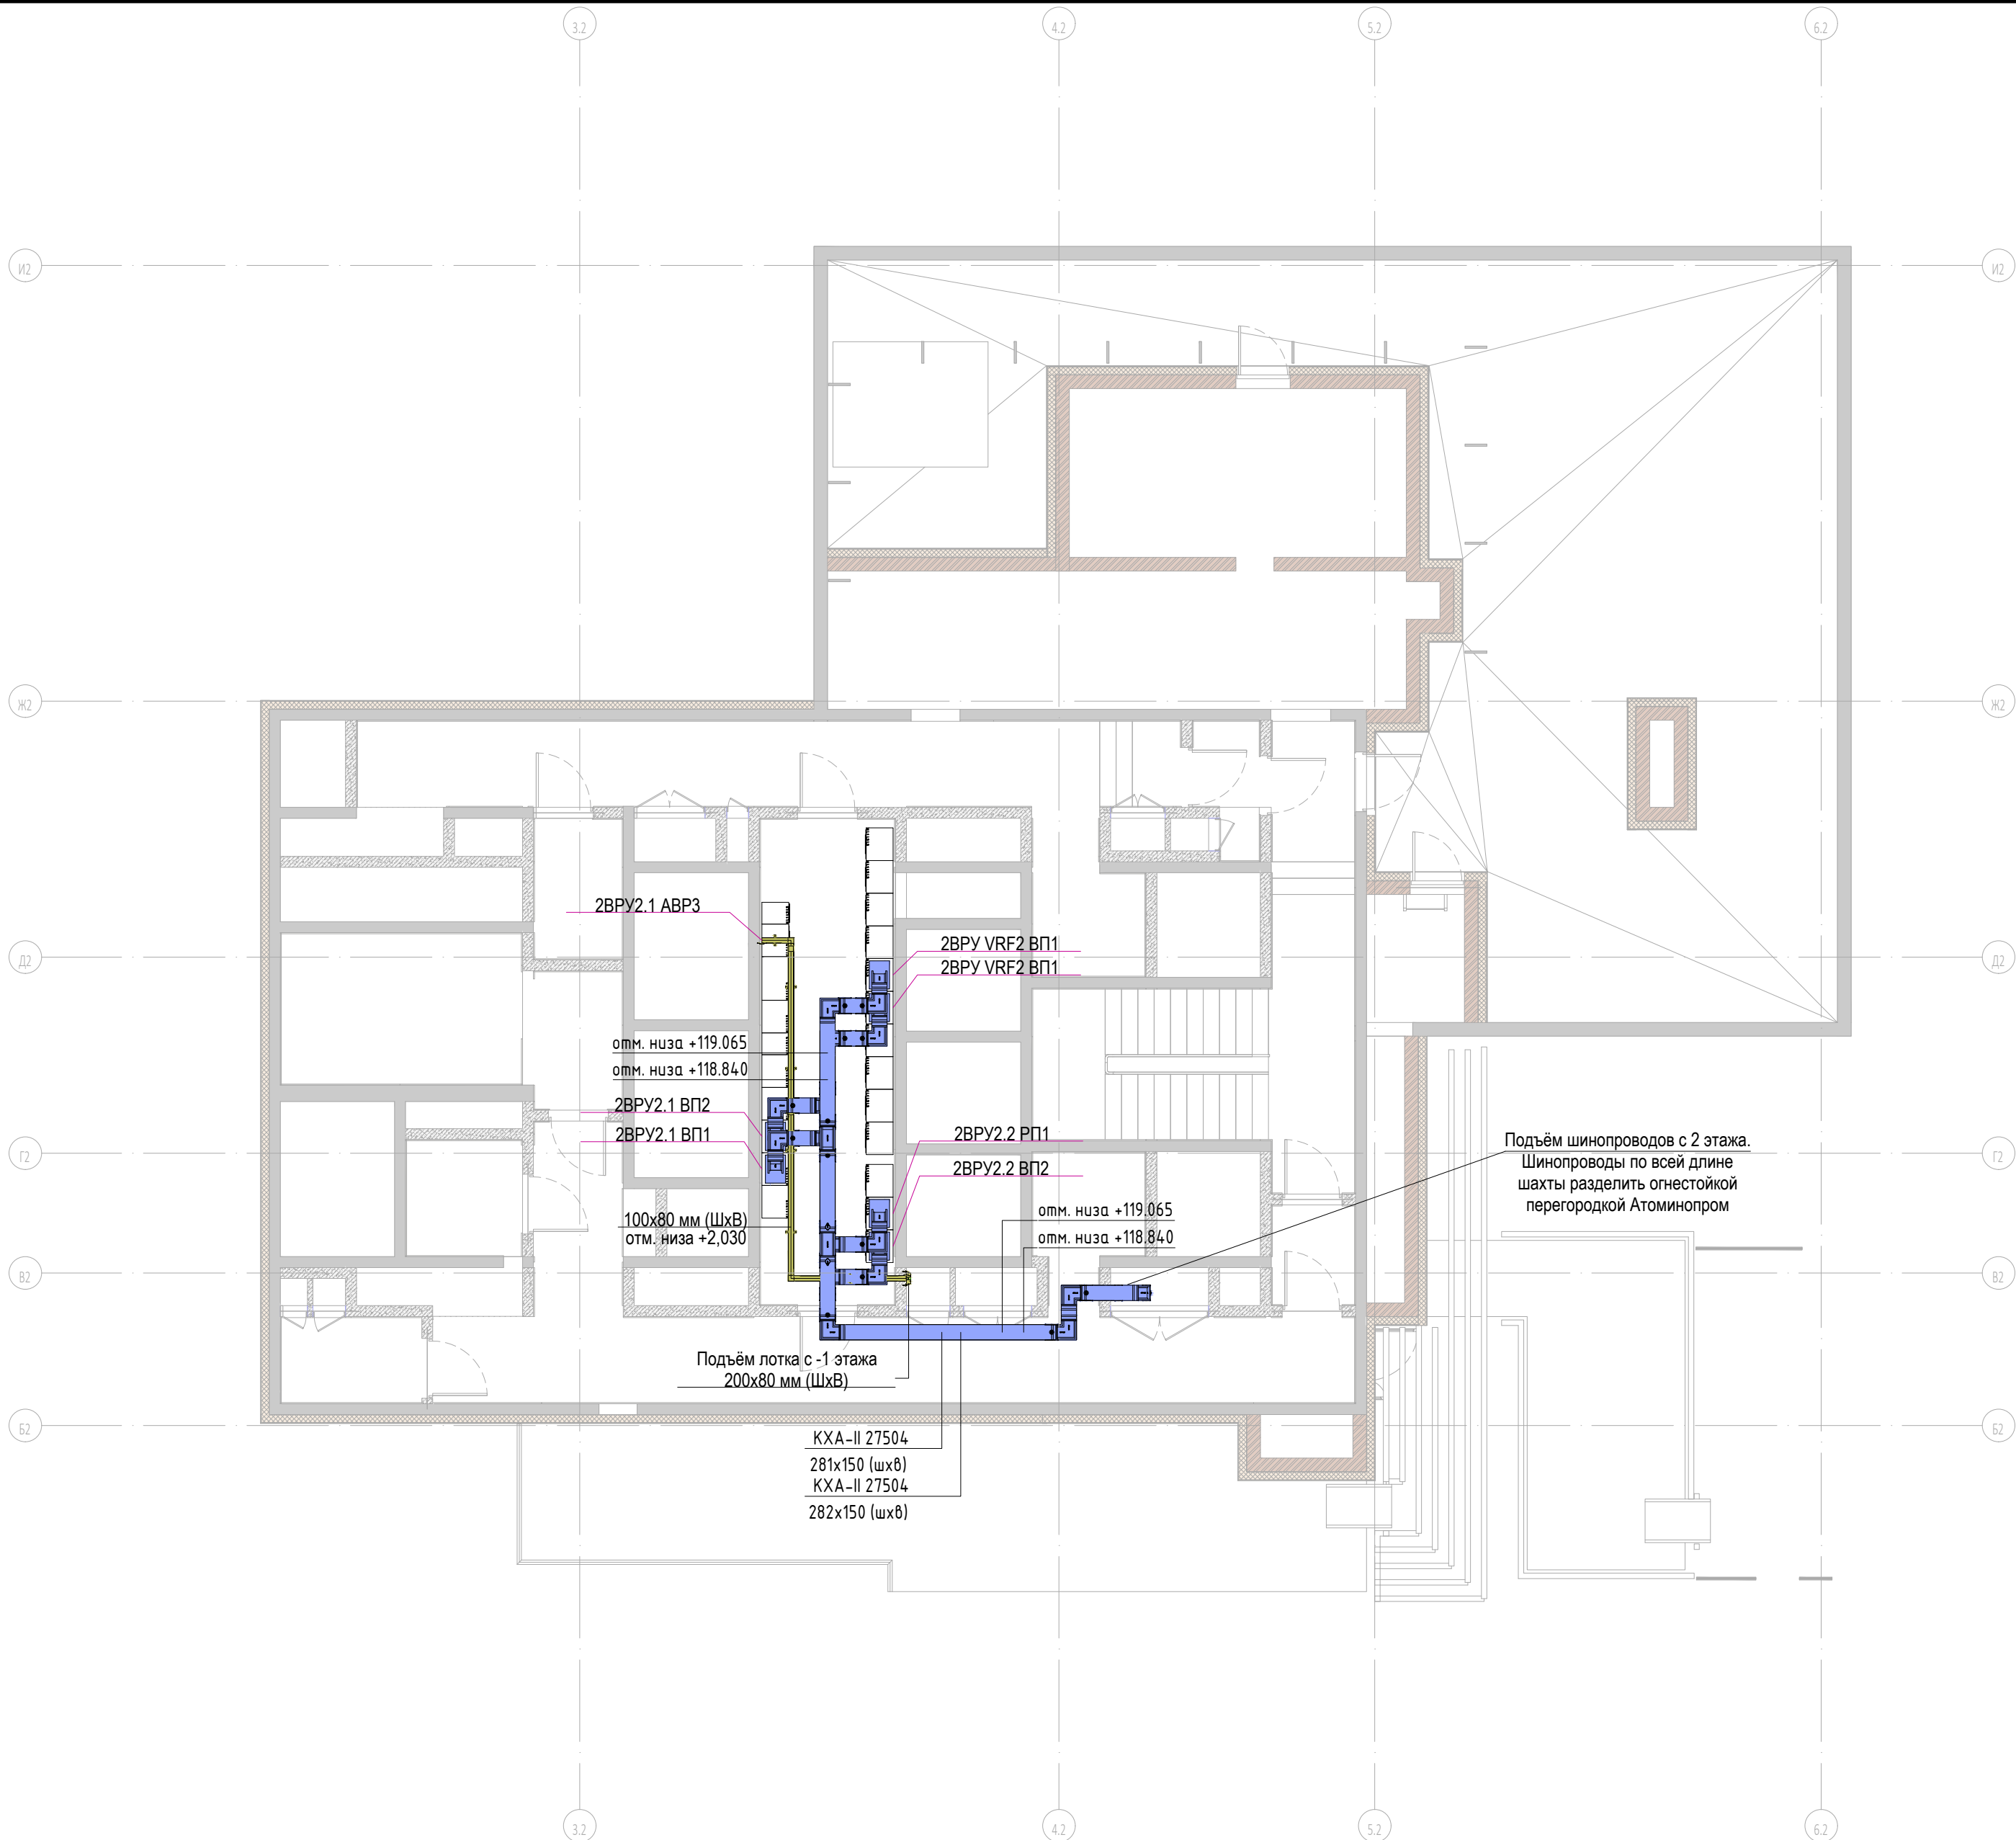 3.2
4.2
5.2
6.2
И2
И2
Ж2
Ж2
2ВРУ2.1 АВР3
2ВРУ VRF2 ВП1
Д2
Д2
2ВРУ VRF2 ВП1
отм. низа +119.065
отм. низа +118.840
2ВРУ2.1 ВП2
2ВРУ2.1 ВП1
2ВРУ2.2 РП1
2ВРУ2.2 ВП2
Г2
Г2
Подъём шинопроводов с 2 этажа.
Шинопроводы по всей длине
шахты разделить огнестойкой
перегородкой Атоминопром
100х80 мм (ШхВ)
отм. низа +2,030
отм. низа +119.065
отм. низа +118.840
В2
В2
Подъём лотка с -1 этажа
200х80 мм (ШхВ)
Б2
Б2
КХА-II 27504
281х150 (шхв)
КХА-II 27504
282х150 (шхв)
3.2
4.2
5.2
6.2